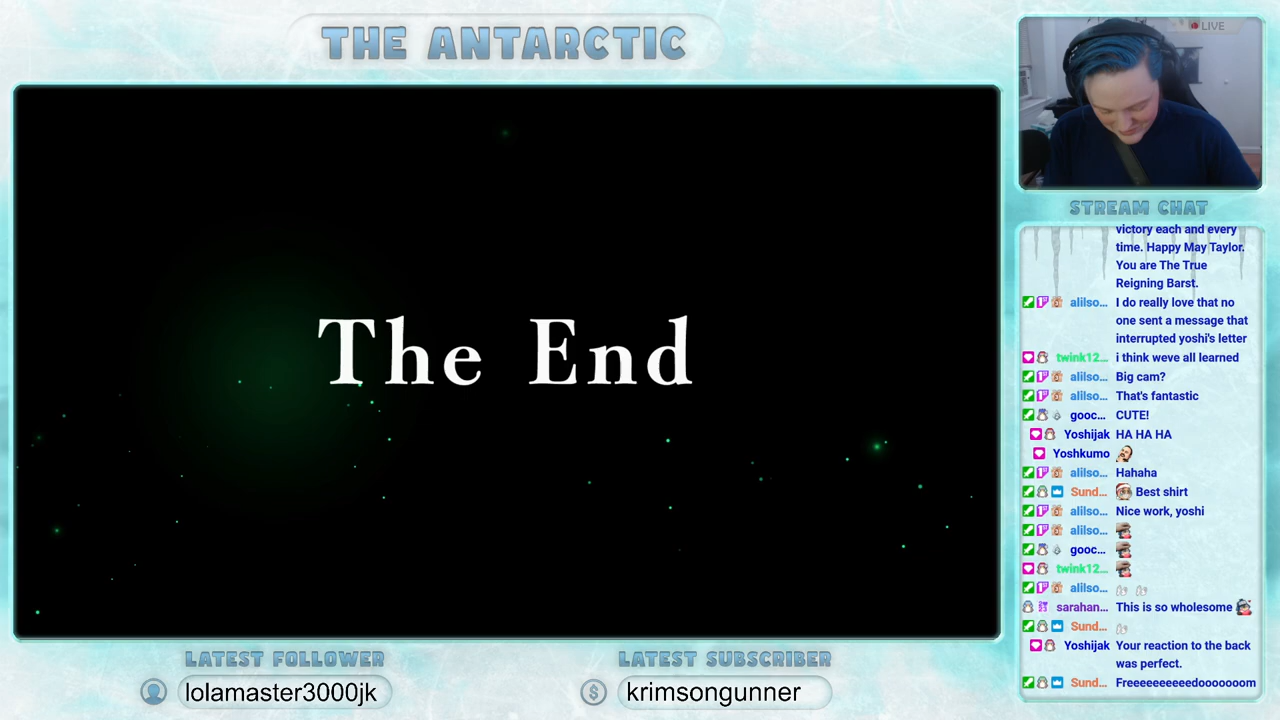 THE ANTARCTIC
LIVE
The End
STREAM CHAT
victory each and every
time. Happy May Taylor.
You are The True
Reigning Barst.
alilso... I do really love that no
one sent a message that
interrupted yoshi's letter
twink12... i think weve all learned
alilso... Big cam?
alilso... That's fantastic
gooc... CUTE!
Yoshijak HA HA HA
Yoshkumo
alilso... Hahaha
Sund... Best shirt
alilso... Nice work, yoshi
alilso...
gooc...
twink12...
alilso...
sarahan... This is so wholesome
Sund...
Yoshijak Your reaction to the back
was perfect.
Sund... Freeeeeeeeeedooooooom
LATEST FOLLOWER
lolamaster3000jk
LATEST SUBSCRIBER
krimsongunner